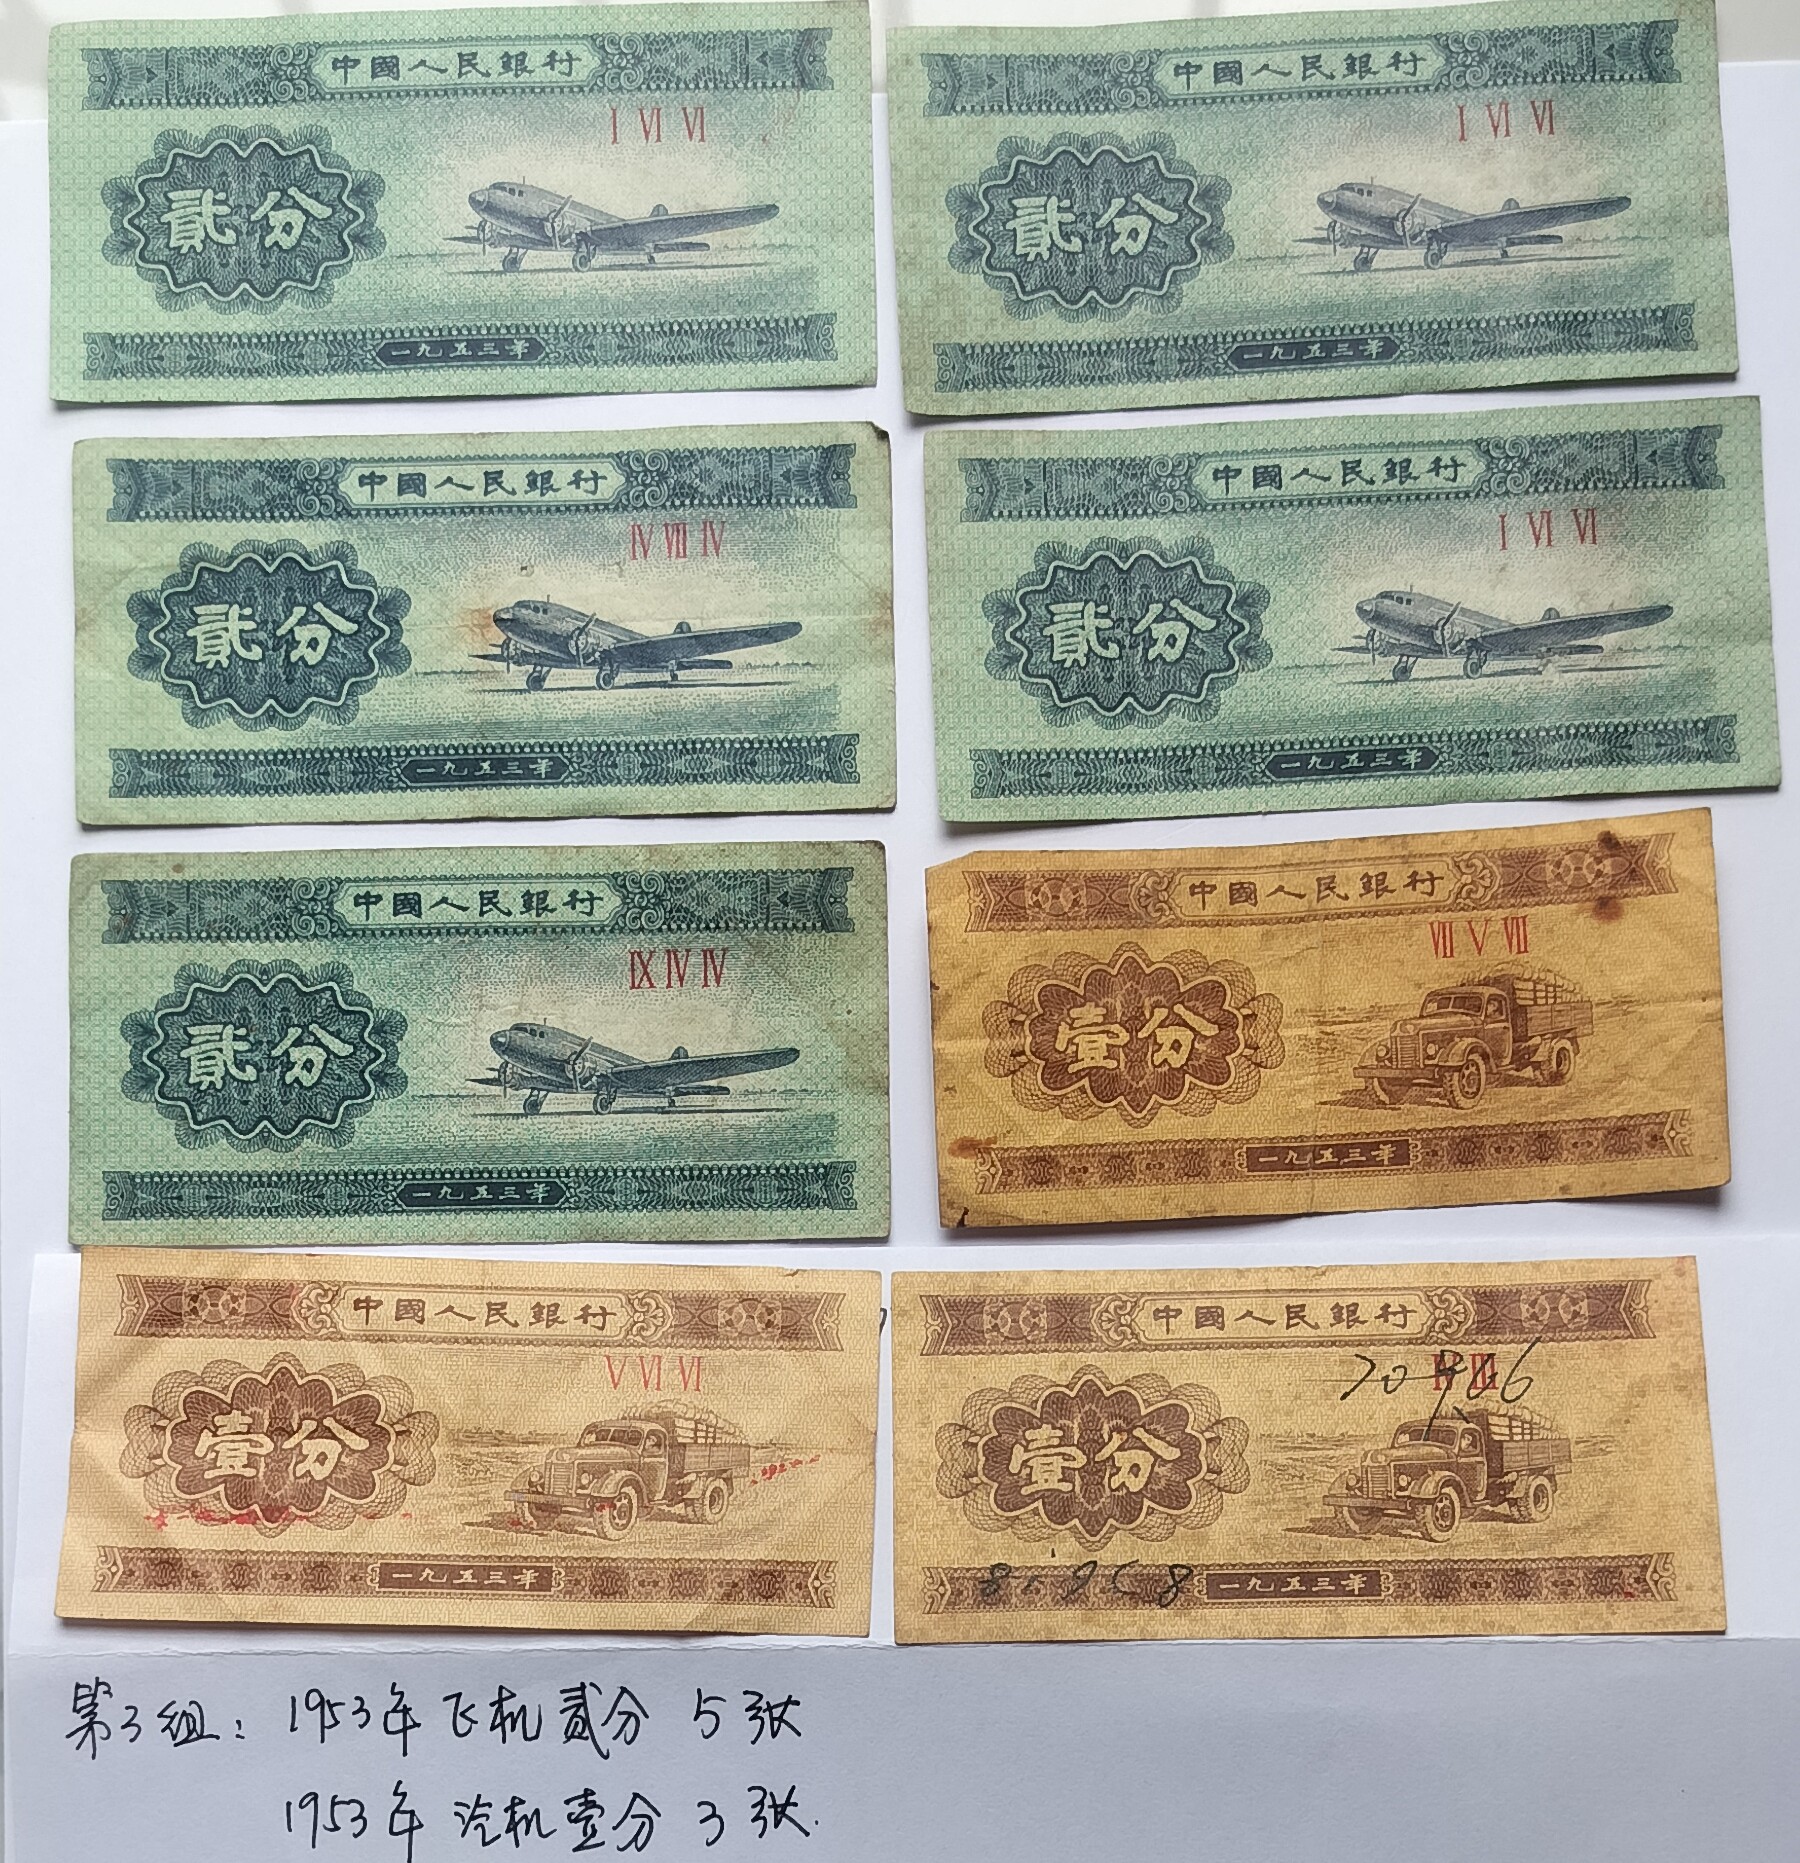 中國人民銀行
I VI VI
貳分
一九五三年
中國人民銀行
I VI VI
貳分
一九五三年
中國人民銀行
IV VIII IV
貳分
一九五三年
中國人民銀行
I VI VI
貳分
一九五三年
中國人民銀行
IX IV IV
貳分
一九五三年
中國人民銀行
VIII V VII
壹分
一九五三年
中國人民銀行
V VI VI
壹分
一九五三年
中國人民銀行
壹分
一九五三年
第3组: 1953年 飞机贰分 5张
1953年 汽机壹分 3张.